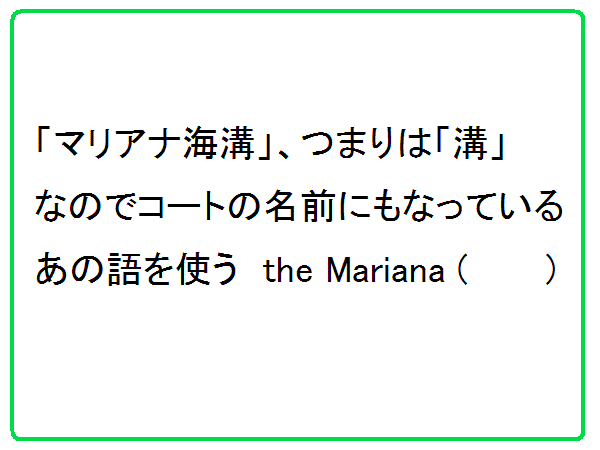 「マリアナ海溝」、つまりは「溝」
なのでコートの名前にもなっている
あの語を使う the Mariana (     )